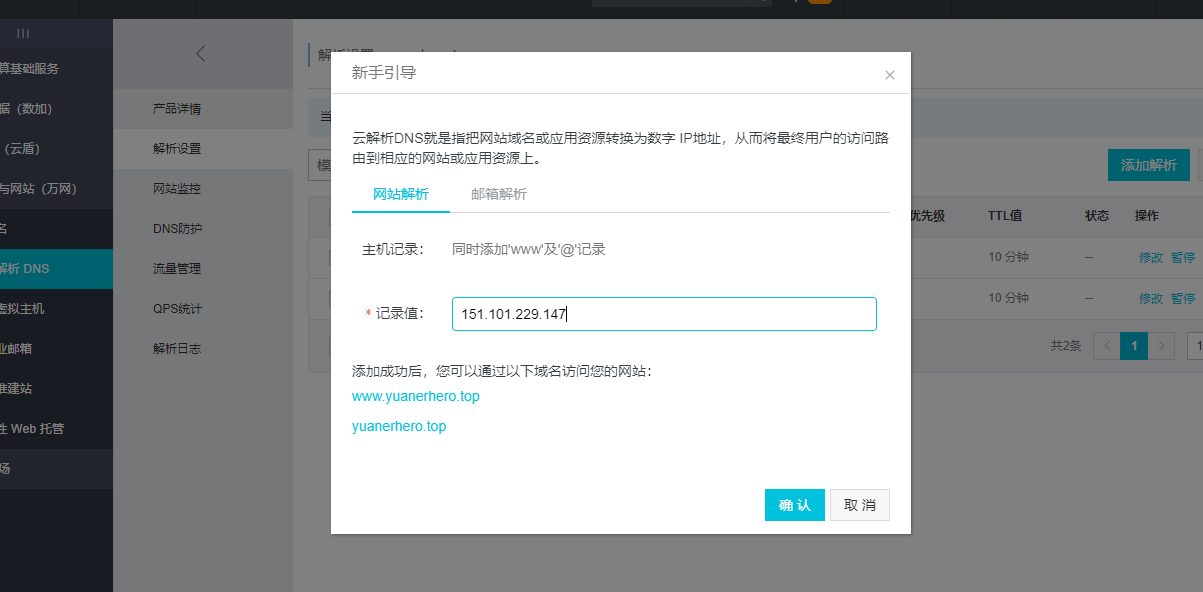 算基础服务
据（数加）
（云盾）
与网站（万网）
名
解析 DNS
虚拟主机
业邮箱
准建站
性 Web 托管
场
产品详情
解析设置
网站监控
DNS防护
流量管理
QPS统计
解析日志
新手引导
×
云解析DNS就是指把网站域名或应用资源转换为数字 IP地址，从而将最终用户的访问路
由到相应的网站或应用资源上。
网站解析 邮箱解析
主机记录： 同时添加'www'及'@'记录
* 记录值： 151.101.229.147
添加成功后，您可以通过以下域名访问您的网站：
www.yuanerhero.top
yuanerhero.top
确 认 取 消
当
模
添加解析
优先级 TTL值 状态 操作
10 分钟 -- 修改 暂停
10 分钟 -- 修改 暂停
共2条 < 1 > 1